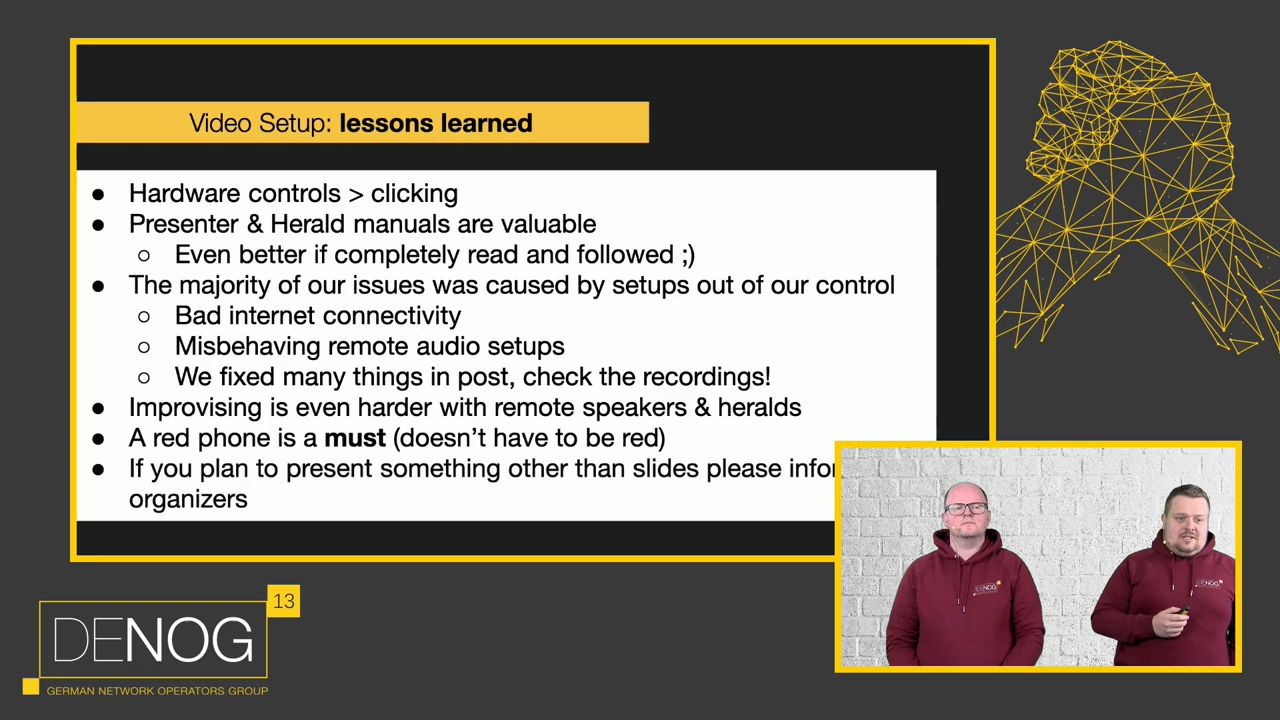 Video Setup: lessons learned
● Hardware controls > clicking
● Presenter & Herald manuals are valuable
○ Even better if completely read and followed ;)
● The majority of our issues was caused by setups out of our control
○ Bad internet connectivity
○ Misbehaving remote audio setups
○ We fixed many things in post, check the recordings!
● Improvising is even harder with remote speakers & heralds
● A red phone is a must (doesn't have to be red)
● If you plan to present something other than slides please infor
organizers
DENOG
DENOG
13
DENOG
GERMAN NETWORK OPERATORS GROUP